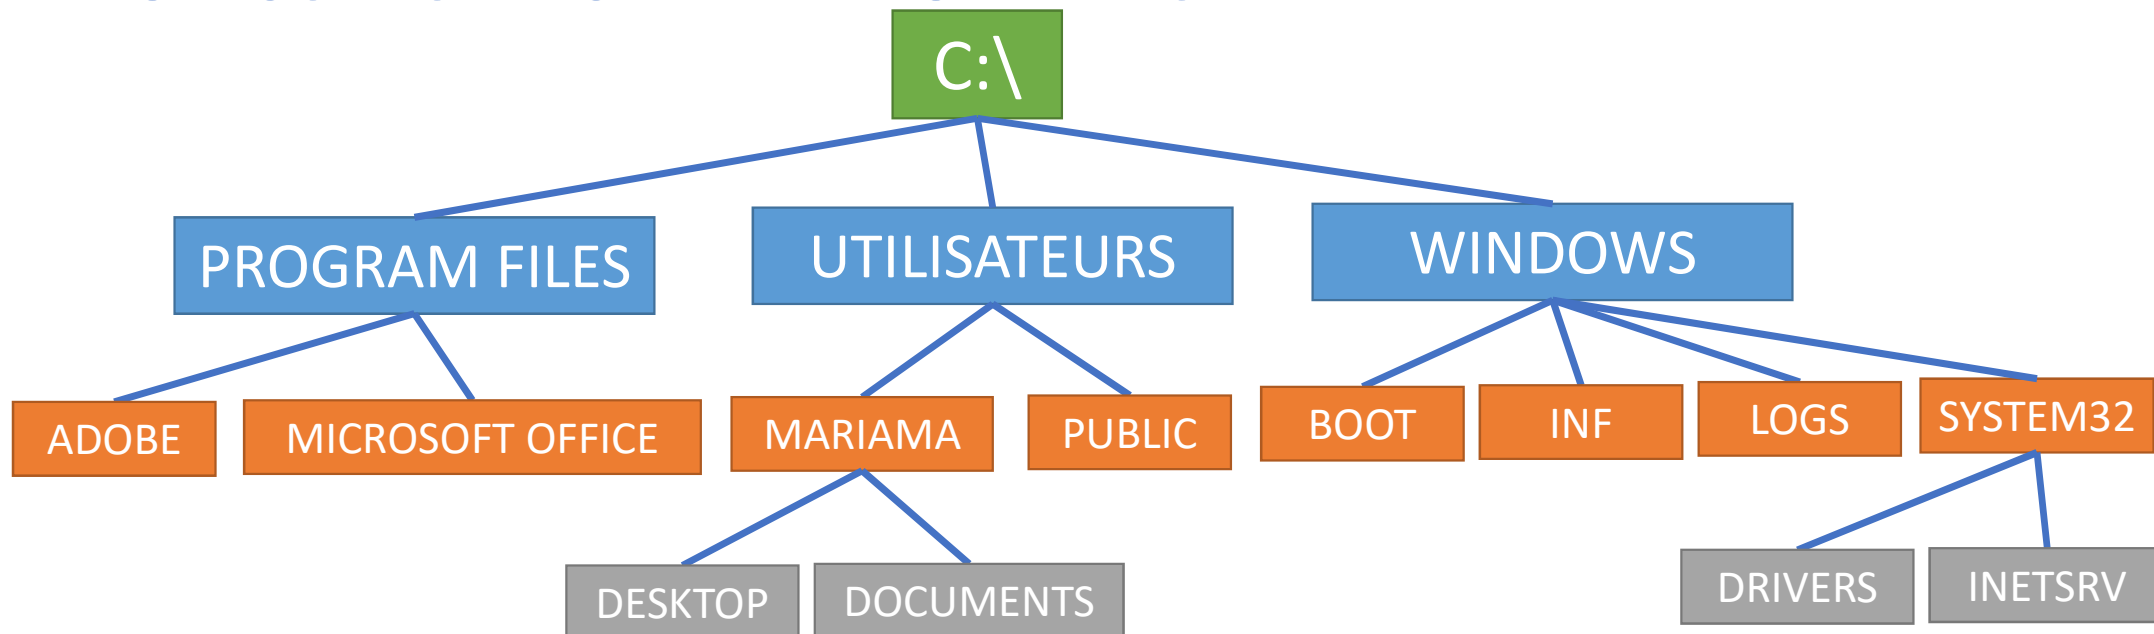 C:\
PROGRAM FILES
UTILISATEURS
WINDOWS
ADOBE
MICROSOFT OFFICE
MARIAMA
PUBLIC
BOOT
INF
LOGS
SYSTEM32
DESKTOP
DOCUMENTS
DRIVERS
INETSRV